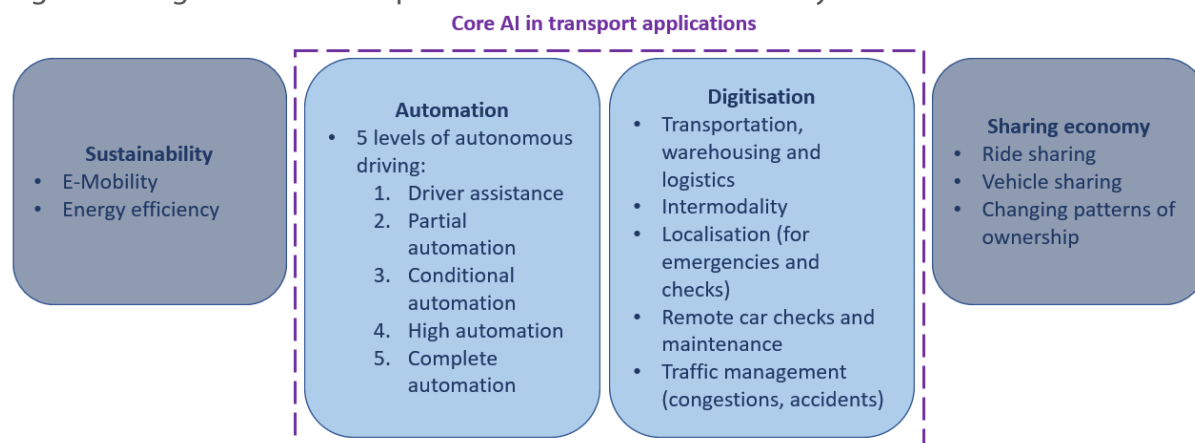 Core AI in transport applications
Sustainability
• E-Mobility
• Energy efficiency
Automation
• 5 levels of autonomous
driving:
1. Driver assistance
2. Partial
automation
3. Conditional
automation
4. High automation
5. Complete
automation
Digitisation
• Transportation,
warehousing and
logistics
• Intermodality
• Localisation (for
emergencies and
checks)
• Remote car checks and
maintenance
• Traffic management
(congestions, accidents)
Sharing economy
• Ride sharing
• Vehicle sharing
• Changing patterns of
ownership